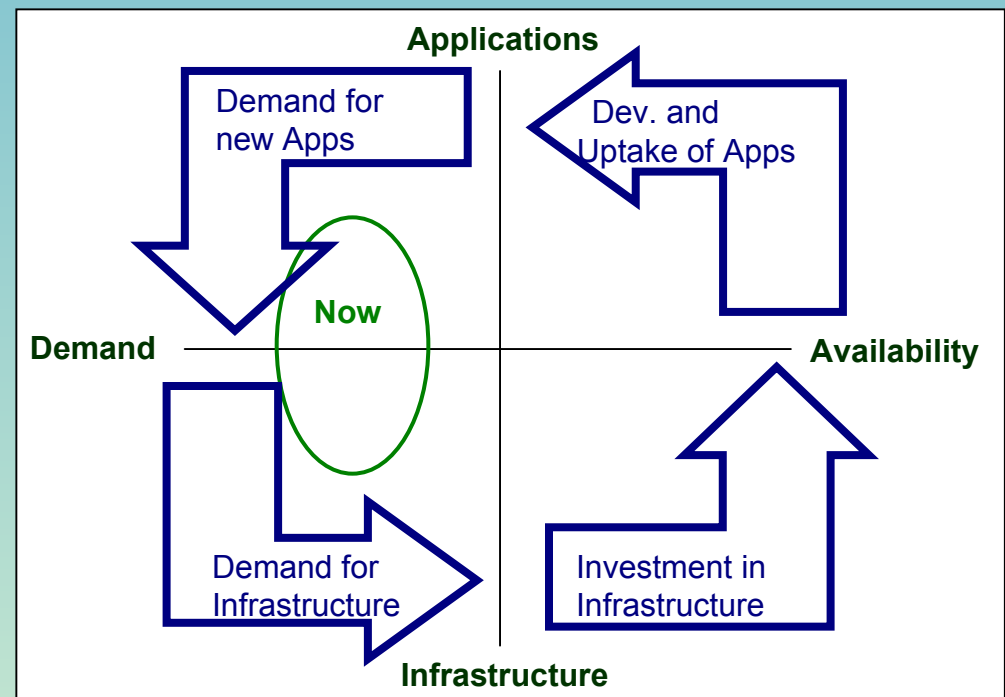 Applications
Demand for
new Apps
Dev. and
Uptake of Apps
Now
Demand
Availability
Demand for
Infrastructure
Investment in
Infrastructure
Infrastructure